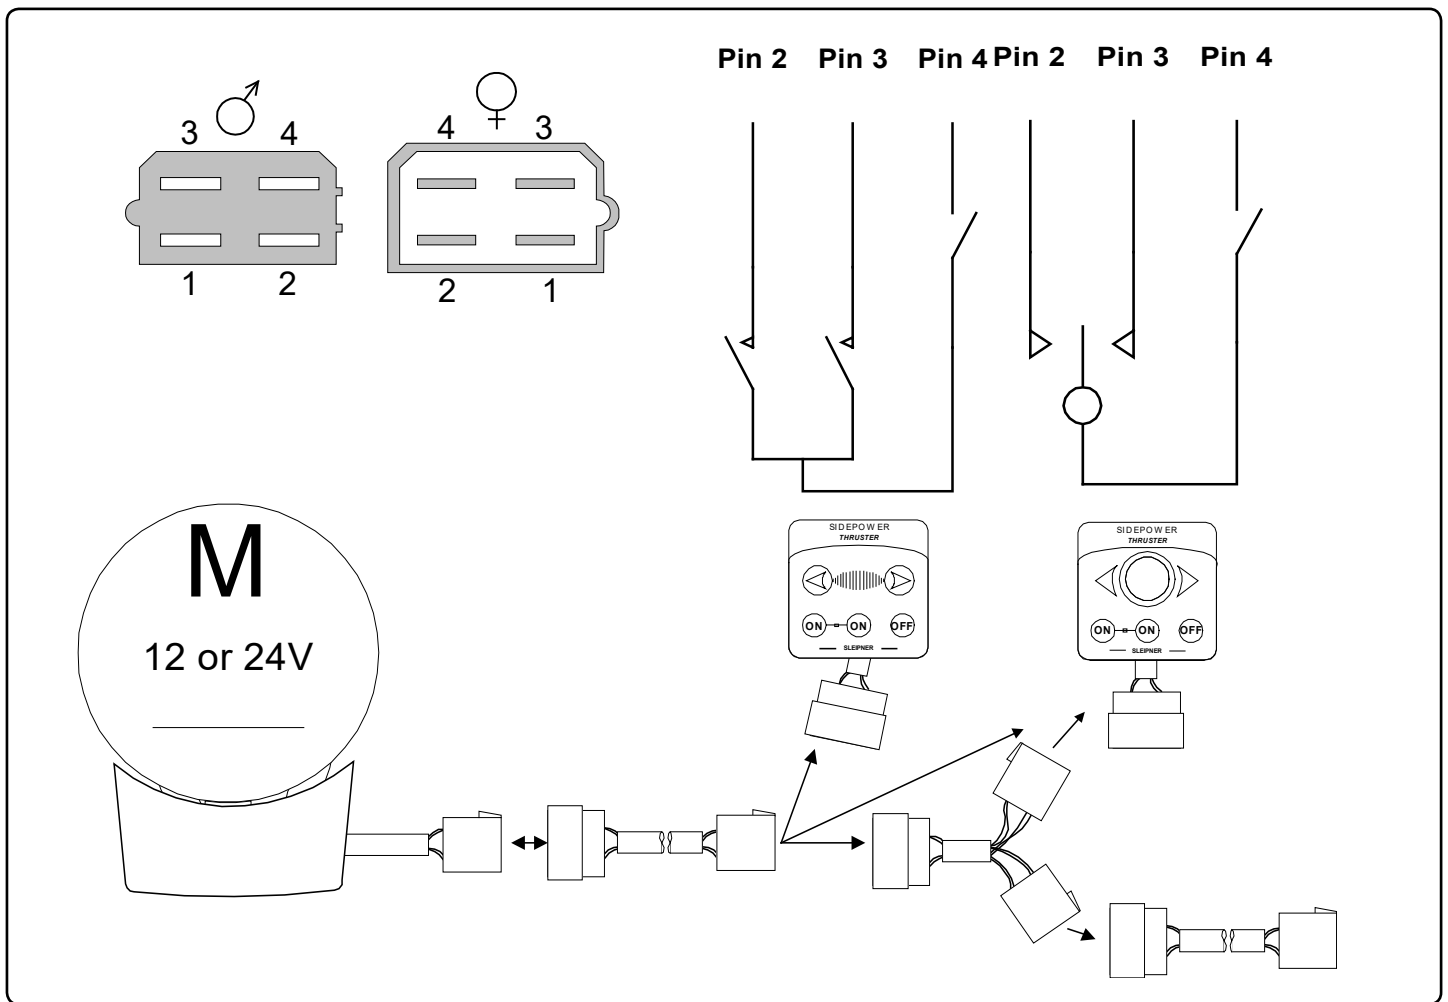 Pin 2 Pin 3 Pin 4 Pin 2 Pin 3 Pin 4
3 4
4 3
1 2
2 1
M
12 or 24V
SIDEPOWER
THRUSTER
ON ON OFF
SLEIPNER
SIDEPOWER
THRUSTER
ON ON OFF
SLEIPNER